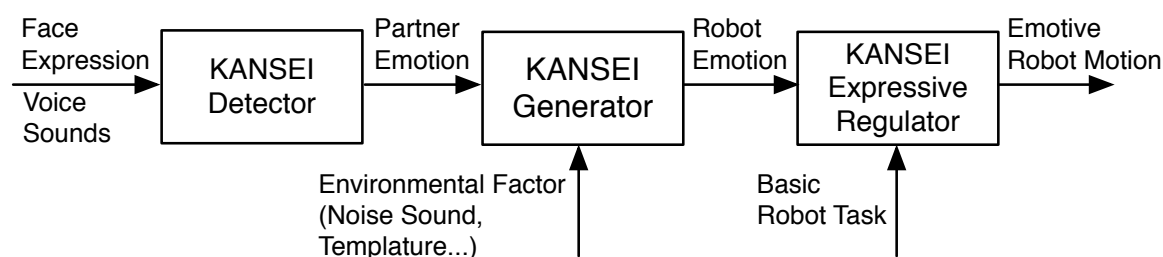 Face
Expression
Voice
Sounds
KANSEI
Detector
Partner
Emotion
KANSEI
Generator
Robot
Emotion
KANSEI
Expressive
Regulator
Emotive
Robot Motion
Environmental Factor
(Noise Sound,
Templature...)
Basic
Robot Task